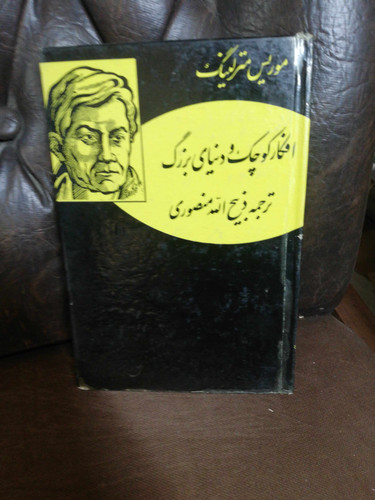 موریس مترلینگ
افکار کوچک و دنیای بزرگ
ترجمه ذبیح الله منصوری